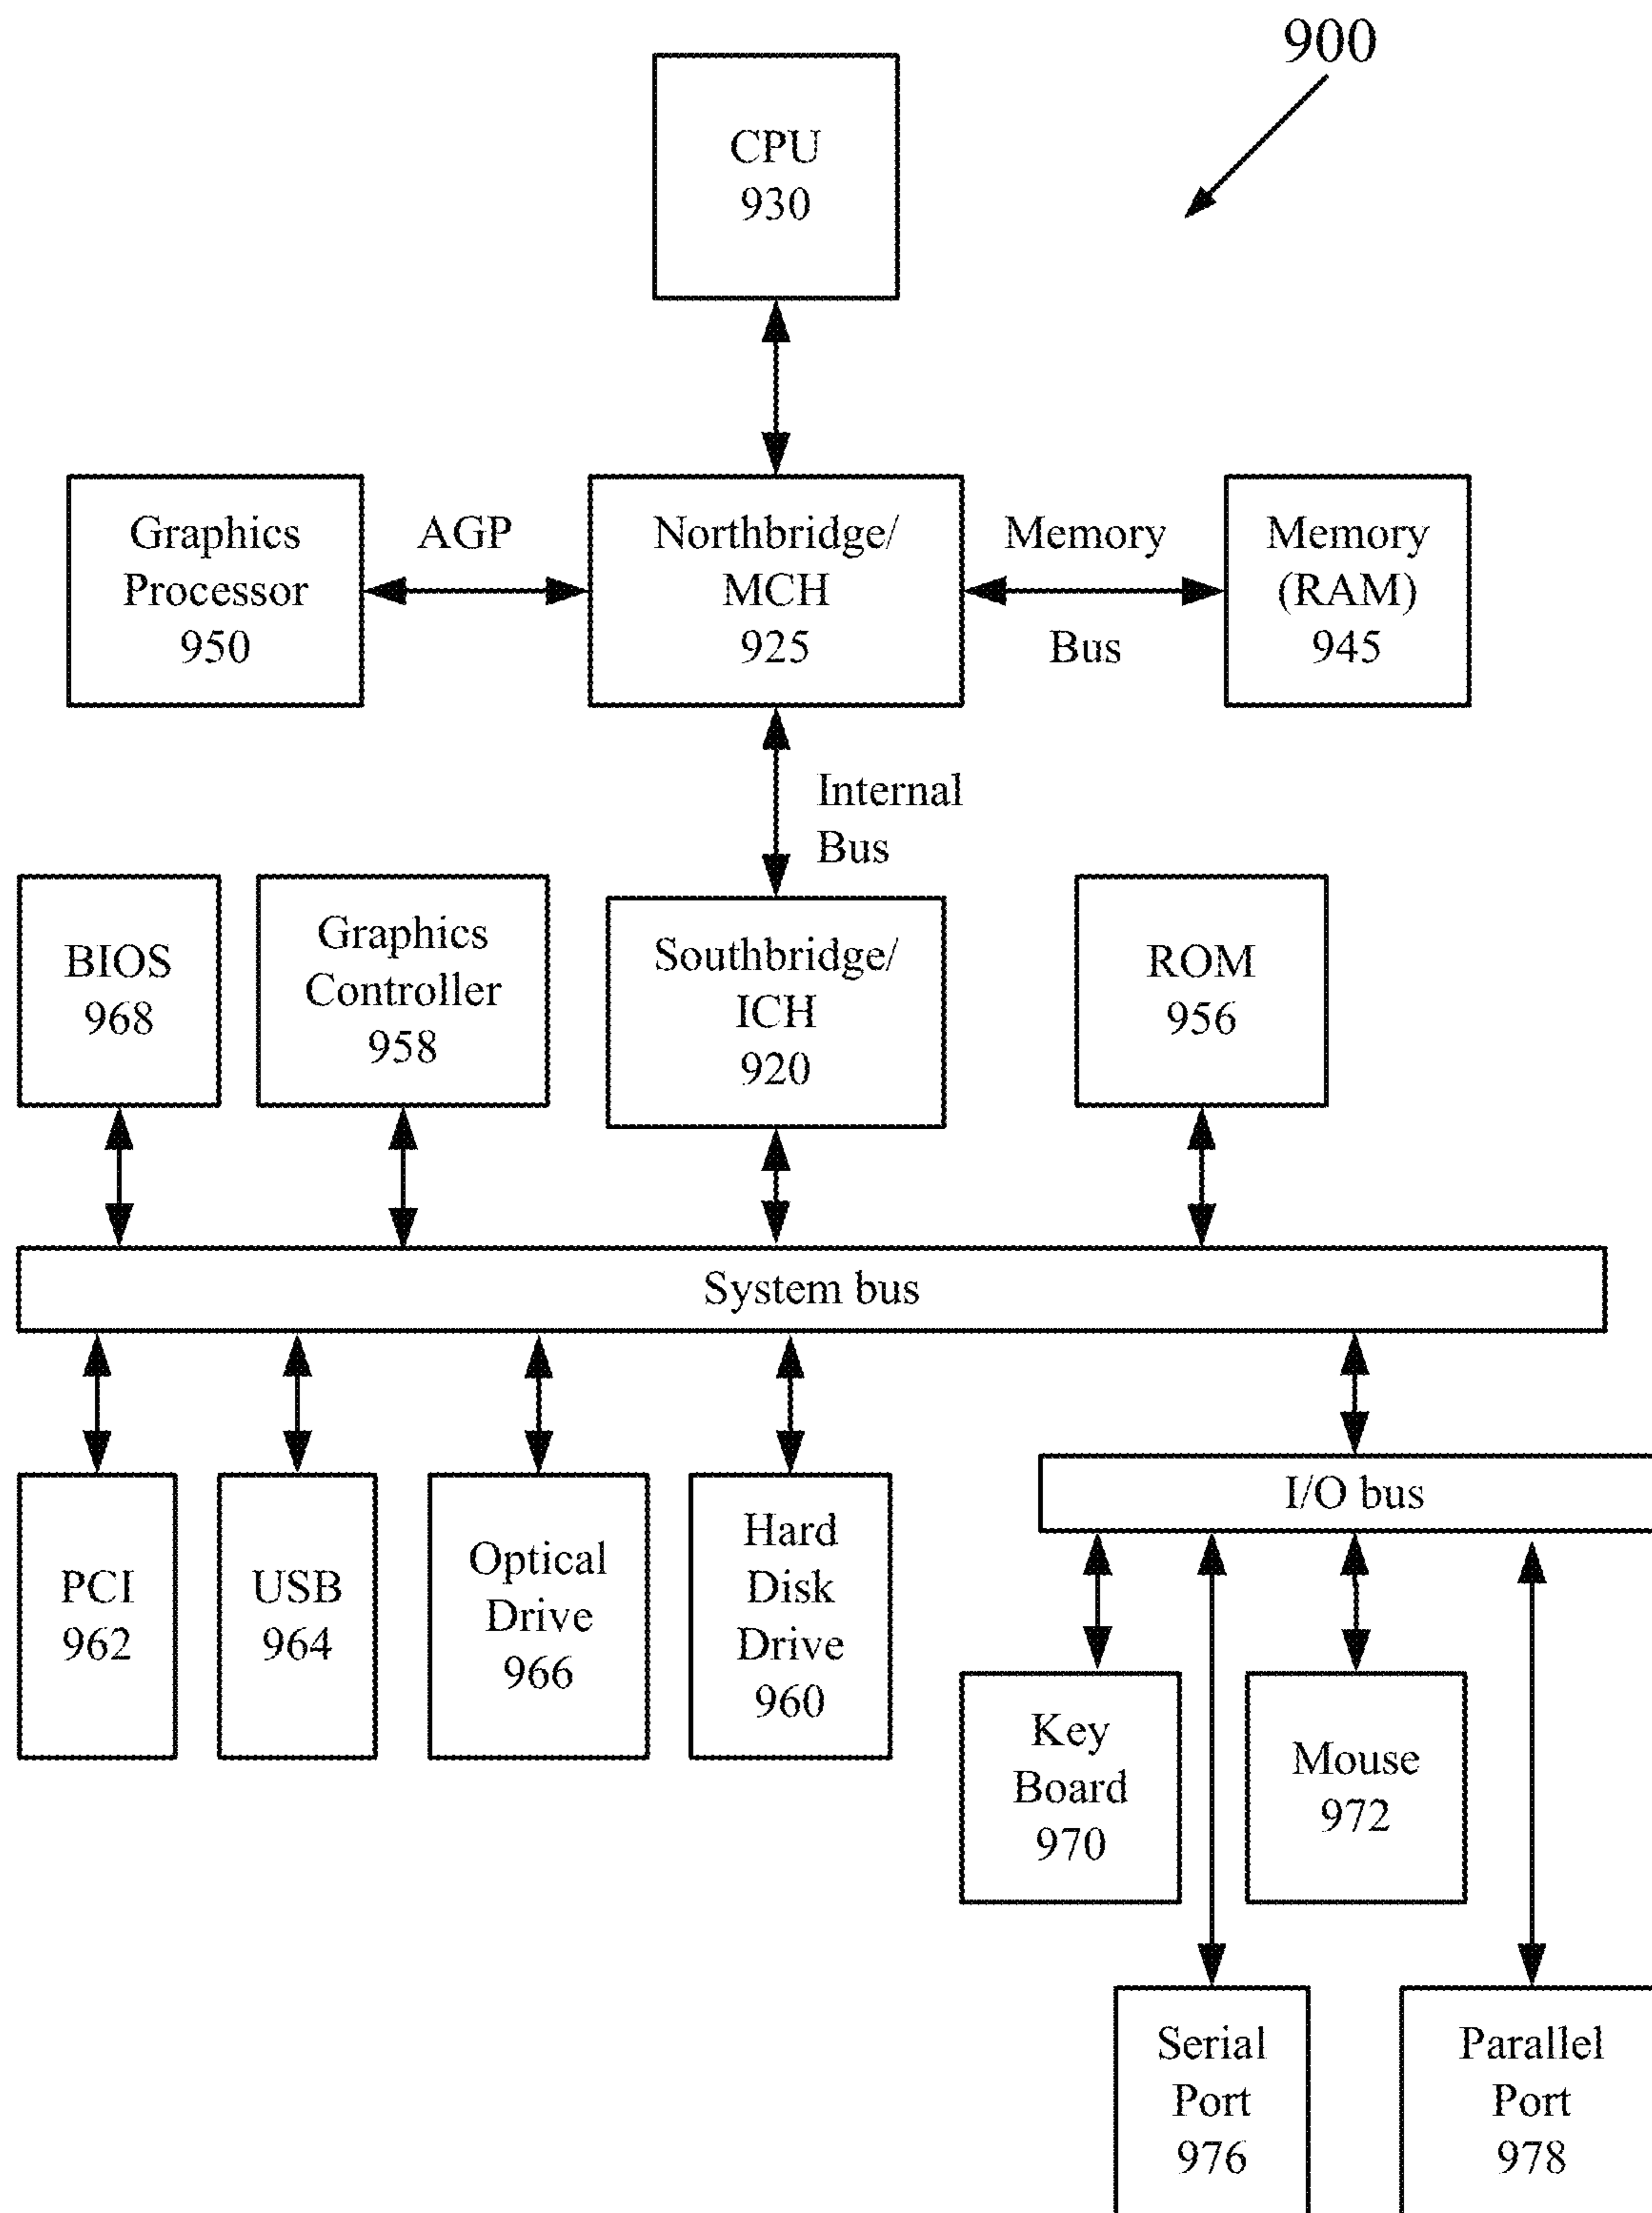 900
CPU
930
Graphics
Processor
950
AGP
Northbridge/
MCH
925
Memory
Bus
Memory
(RAM)
945
Internal
Bus
BIOS
968
Graphics
Controller
958
Southbridge/
ICH
920
ROM
956
System bus
I/O bus
PCI
962
USB
964
Optical
Drive
966
Hard
Disk
Drive
960
Key
Board
970
Mouse
972
Serial
Port
976
Parallel
Port
978